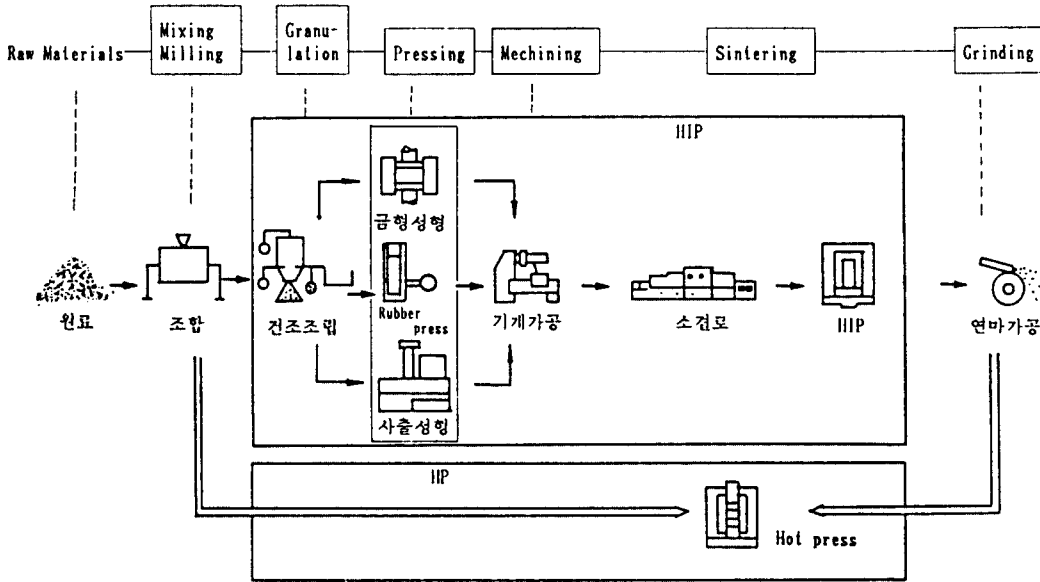 Raw Materials
Mixing
Milling
Granu-
lation
Pressing
Mechining
Sintering
Grinding
HIP
금형성형
원료
조합
건조조립
Rubber
press
기계가공
소결로
HIP
연마가공
사출성형
HP
Hot press